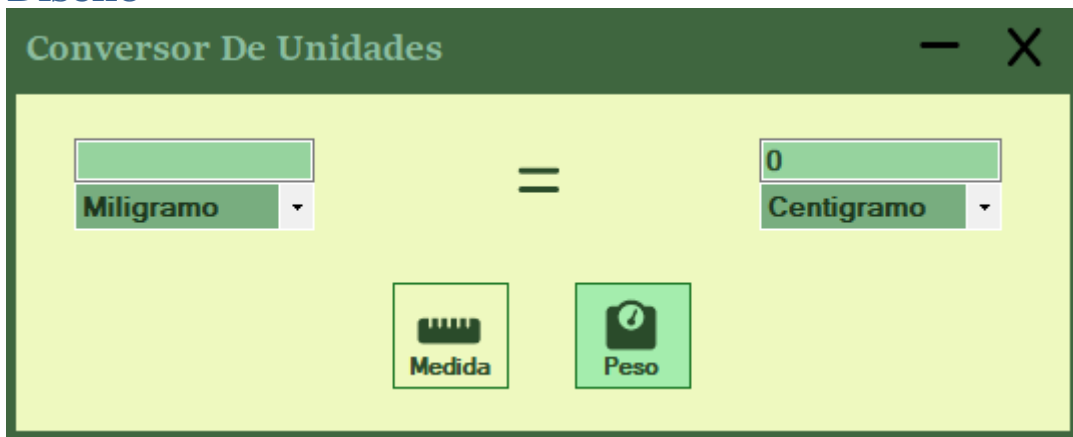 Diseño
Conversor De Unidades
0
Miligramo
=
Centigramo
Medida
Peso